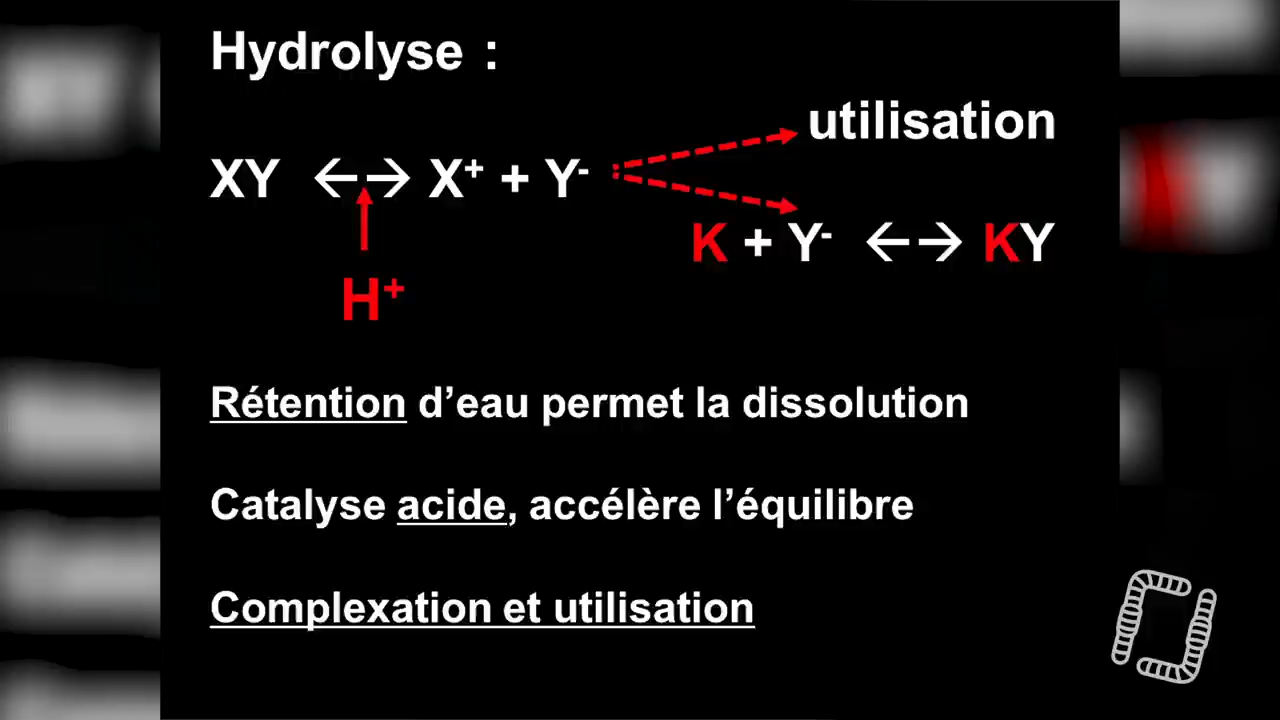 Hydrolyse :
utilisation
XY ←→ X⁺ + Y⁻
K + Y⁻ ←→ KY
H⁺
Rétention d’eau permet la dissolution
Catalyse acide, accélère l’équilibre
Complexation et utilisation